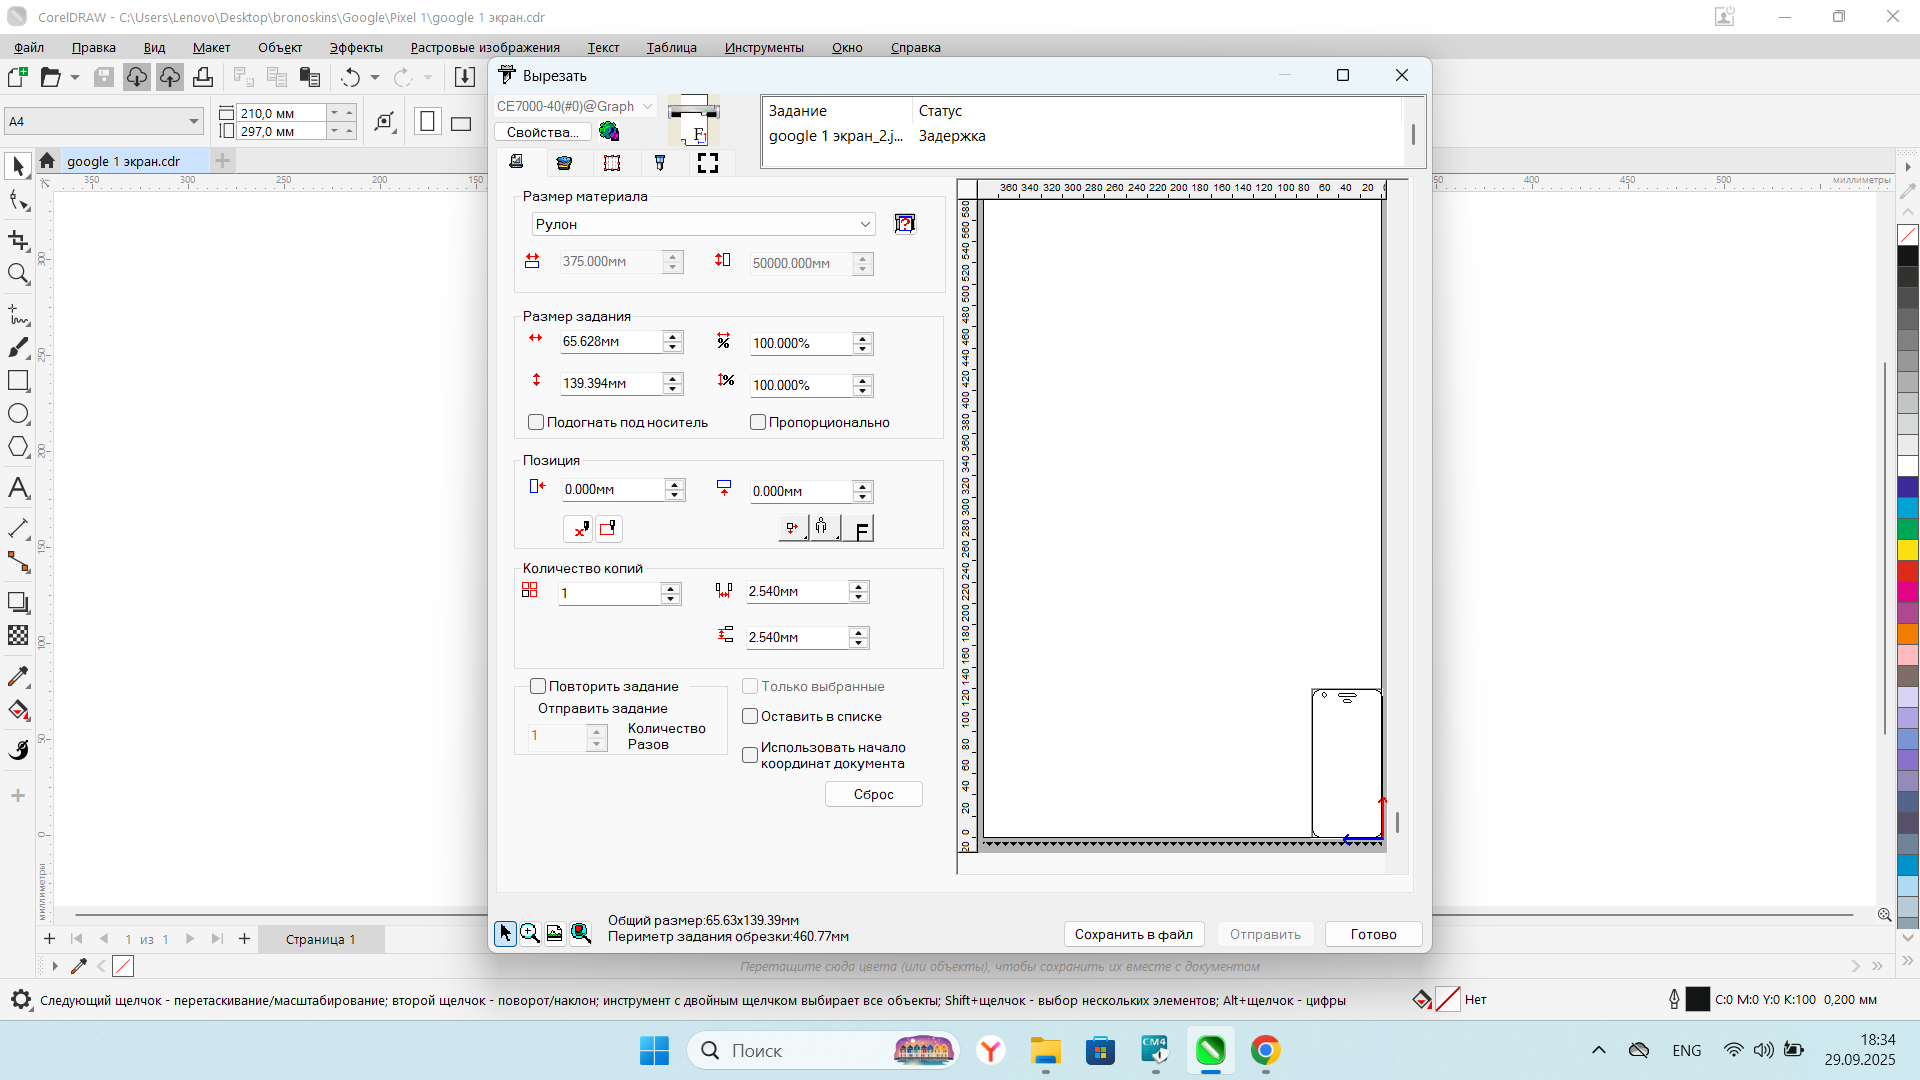 CorelDRAW - C:\Users\Lenovo\Desktop\bronoskins\Google\Pixel 1\google 1 экран.cdr
Файл Правка Вид Макет Объект Эффекты Растровые изображения Текст Таблица Инструменты Окно Справка
A4
210,0 мм
297,0 мм
google 1 экран.cdr
350 300 250 200 150
400 450 500 миллиметры
300
250
200
150
100
50
0
миллиметры
Вырезать
CE7000-40(#0)@Graph
Свойства...
Задание Статус
google 1 экран_2.j... Задержка
Размер материала
Рулон
375.000мм 50000.000мм
Размер задания
65.628мм 100.000%
139.394мм 100.000%
Подогнать под носитель Пропорционально
Позиция
0.000мм 0.000мм
F
Количество копий
1 2.540мм
2.540мм
Повторить задание
Отправить задание
1 Количество Разов
Только выбранные
Оставить в списке
Использовать начало координат документа
Сброс
360 340 320 300 280 260 240 220 200 180 160 140 120 100 80 60 40 20
580 560 540 520 500 480 460 440 420 400 380 360 340 320 300 280 260 240 220 200 180 160 140 120 100 80 60 40 20 0 20
Общий размер:65.63x139.39мм
Периметр задания обрезки:460.77мм
Сохранить в файл Отправить Готово
1 из 1 Страница 1
Перетащите сюда цвета (или объекты), чтобы сохранить их вместе с документом
Следующий щелчок - перетаскивание/масштабирование; второй щелчок - поворот/наклон; инструмент с двойным щелчком выбирает все объекты; Shift+щелчок - выбор нескольких элементов; Alt+щелчок - цифры
Нет
C:0 M:0 Y:0 K:100 0,200 мм
Поиск
CM4
ENG
18:34
29.09.2025